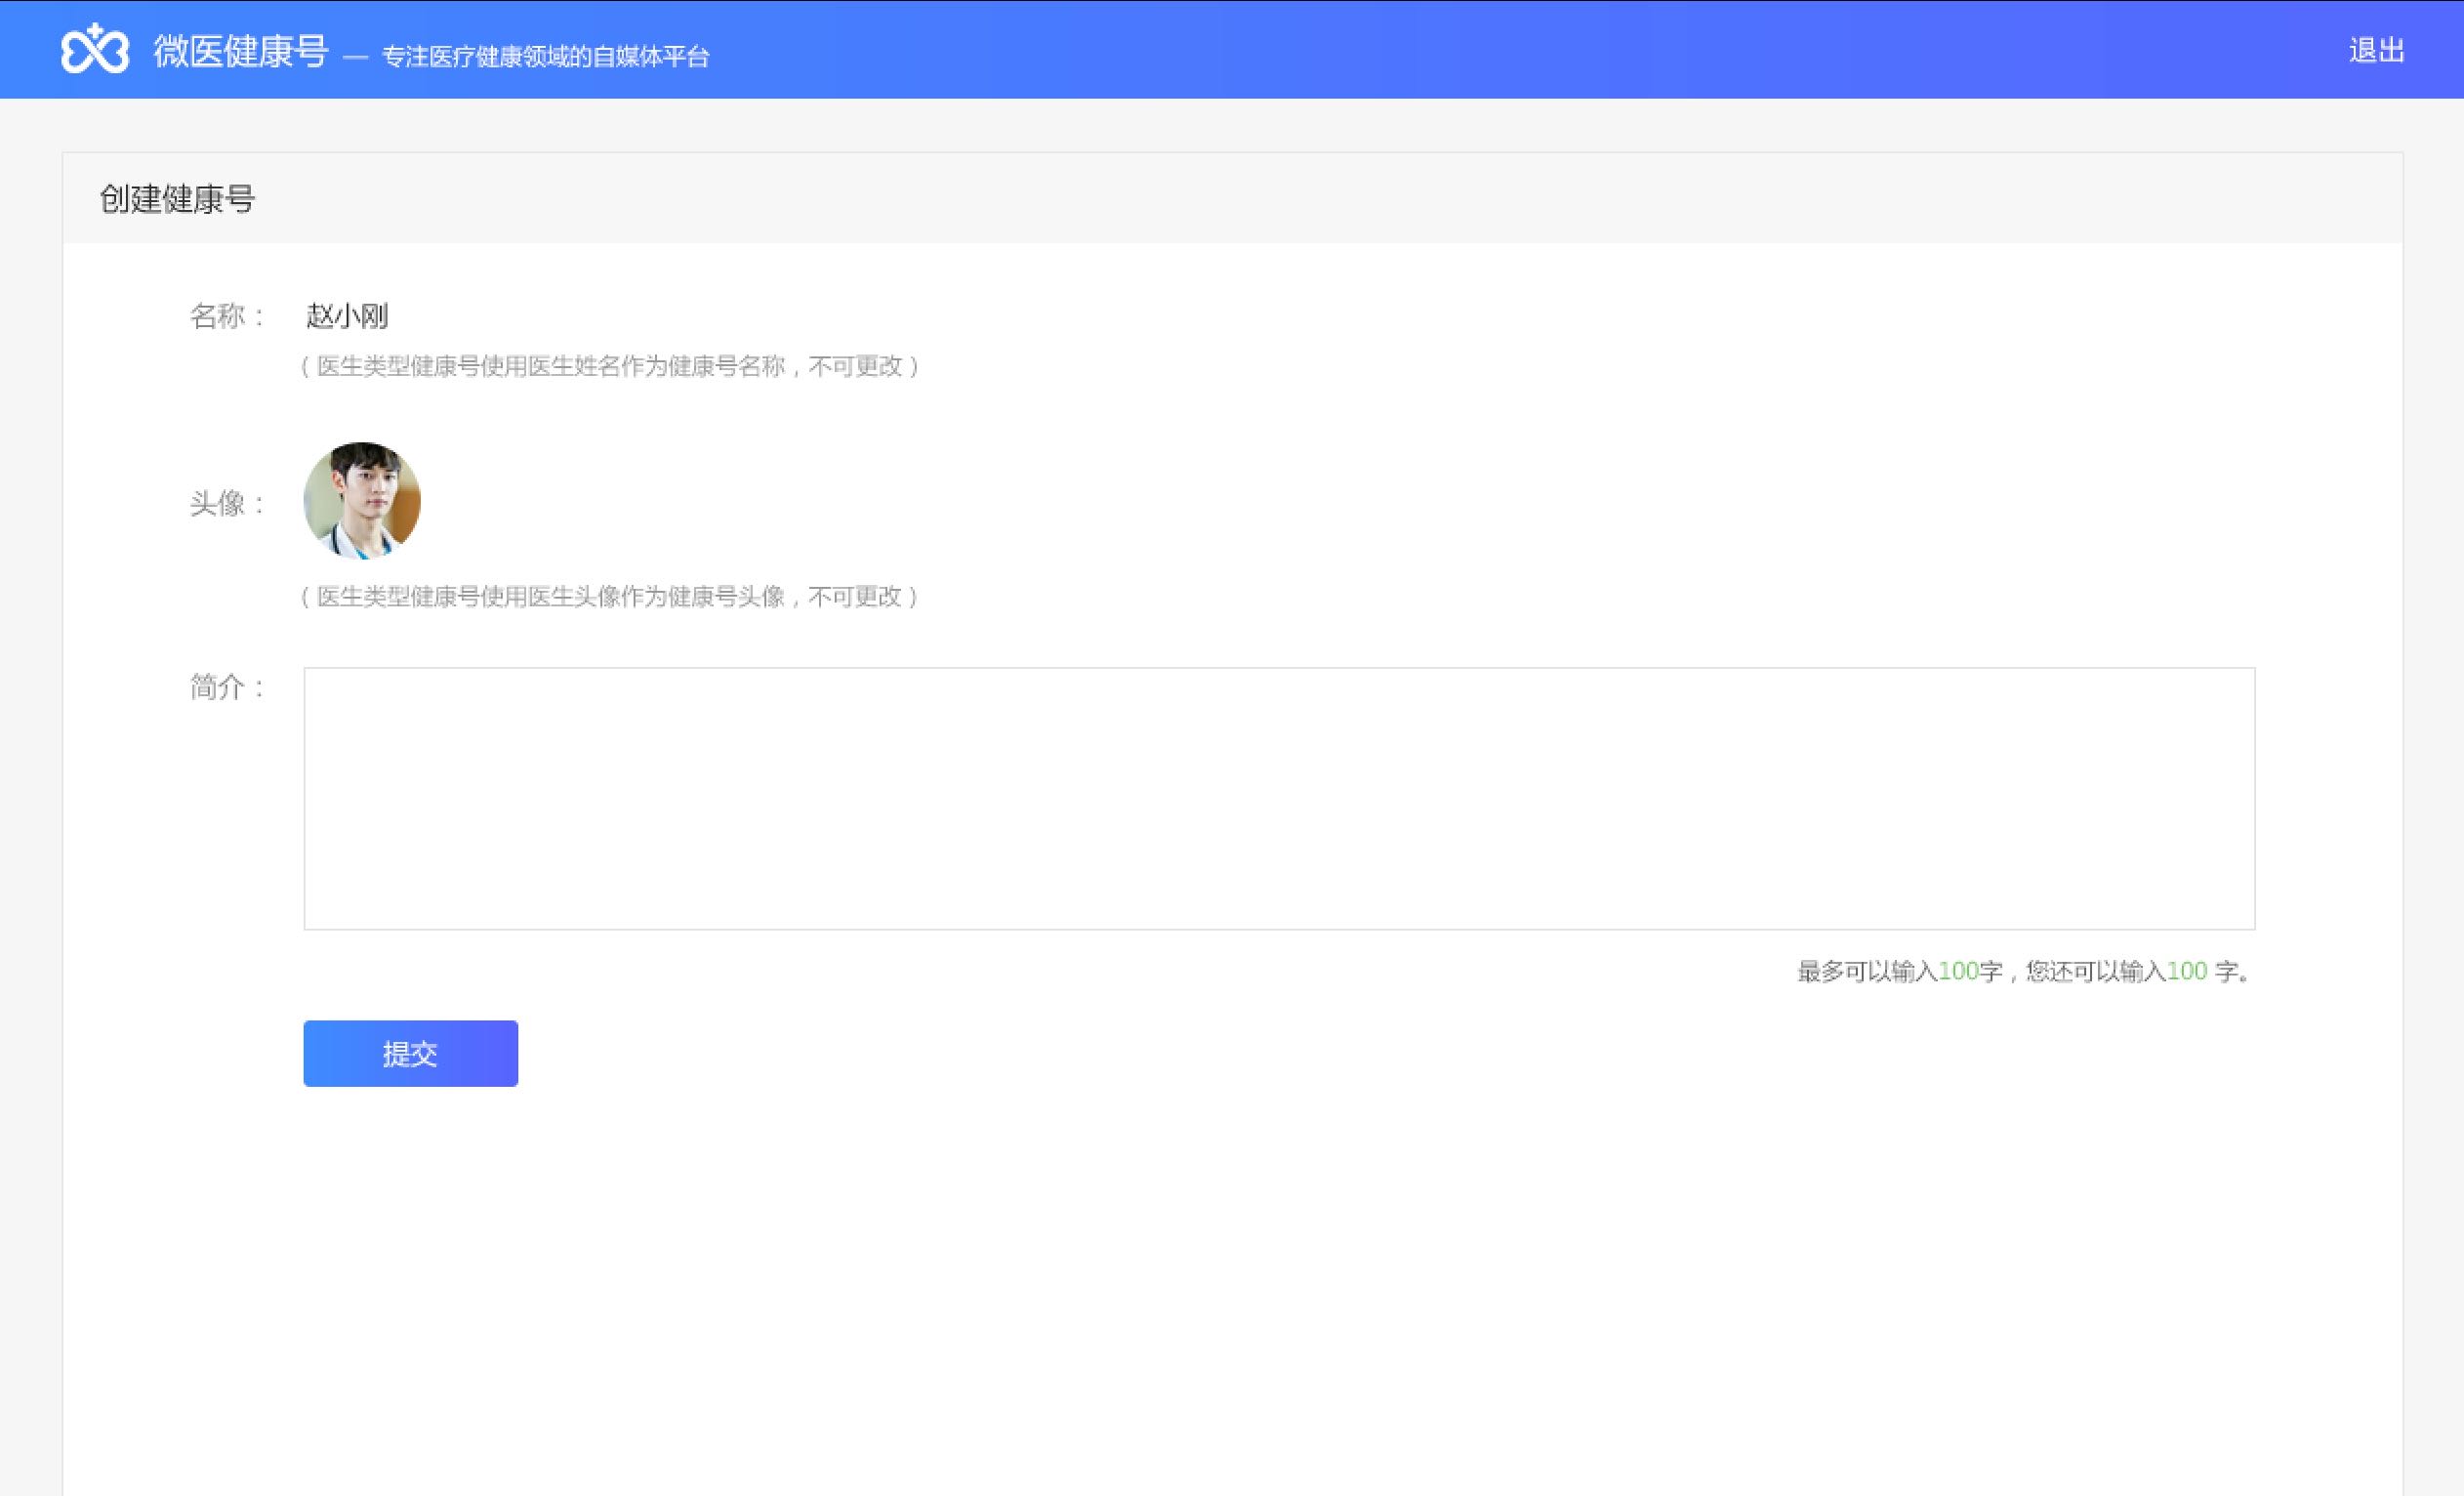 微医健康号 — 专注医疗健康领域的自媒体平台
退出
创建健康号
名称：
赵小刚
（医生类型健康号使用医生姓名作为健康号名称，不可更改）
头像：
（医生类型健康号使用医生头像作为健康号头像，不可更改）
简介：
最多可以输入100字，您还可以输入100 字。
提交